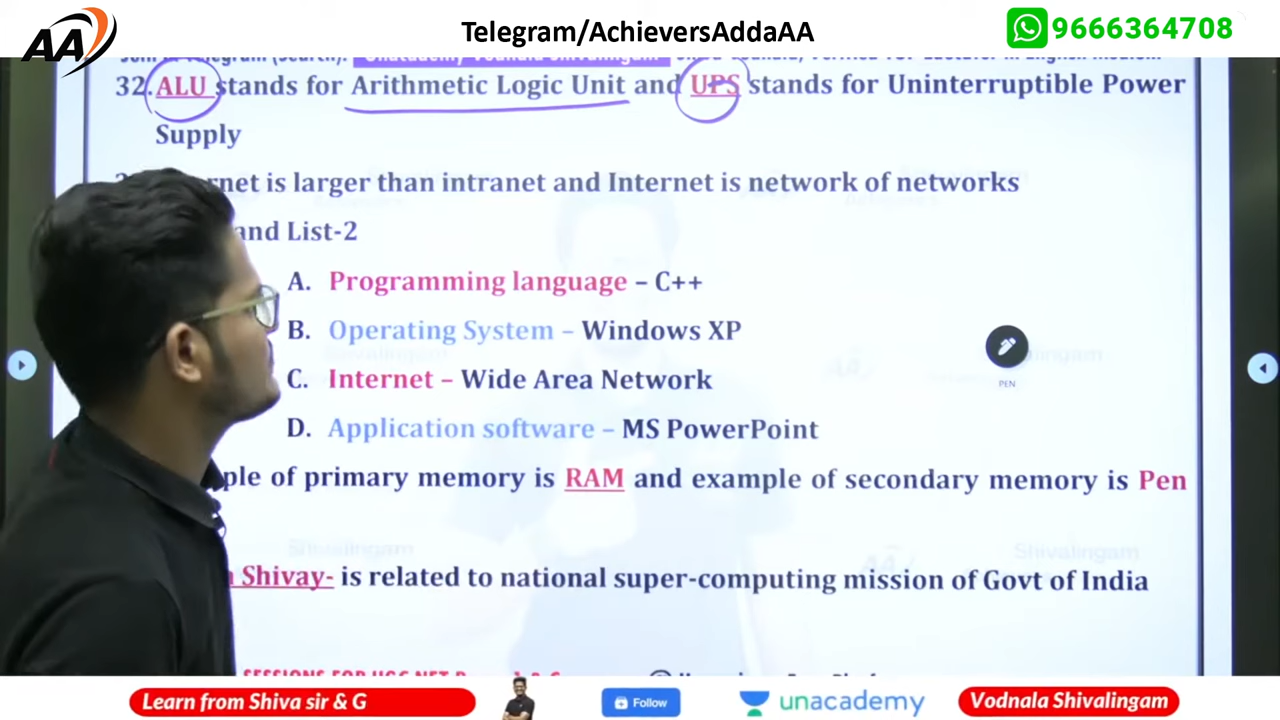 AA
Telegram/AchieversAddaAA
9666364708
32. ALU stands for Arithmetic Logic Unit and UPS stands for Uninterruptible Power
Supply
rnet is larger than intranet and Internet is network of networks
and List-2
A. Programming language – C++
B. Operating System – Windows XP
C. Internet – Wide Area Network
D. Application software – MS PowerPoint
ple of primary memory is RAM and example of secondary memory is Pen
Shivay- is related to national super-computing mission of Govt of India
PEN
Shivalingam
Shivalingam
Learn from Shiva sir & G
Follow
unacademy
Vodnala Shivalingam